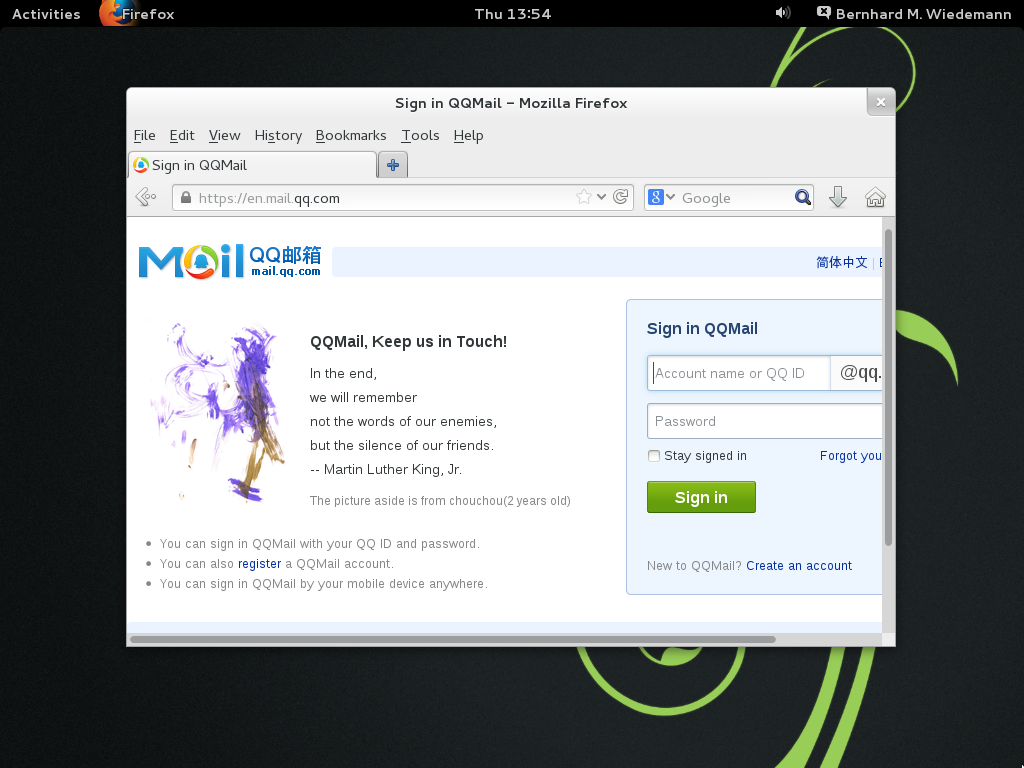 Activities Firefox Thu 13:54 Bernhard M. Wiedemann
Sign in QQMail - Mozilla Firefox
File Edit View History Bookmarks Tools Help
Sign in QQMail
https://en.mail.qq.com Google
Mail QQ邮箱
mail.qq.com
简体中文 |
Sign in QQMail
QQMail, Keep us in Touch!
In the end,
we will remember
not the words of our enemies,
but the silence of our friends.
-- Martin Luther King, Jr.
The picture aside is from chouchou(2 years old)
Account name or QQ ID @qq.
Password
Stay signed in Forgot you
Sign in
You can sign in QQMail with your QQ ID and password.
You can also register a QQMail account.
You can sign in QQMail by your mobile device anywhere.
New to QQMail? Create an account